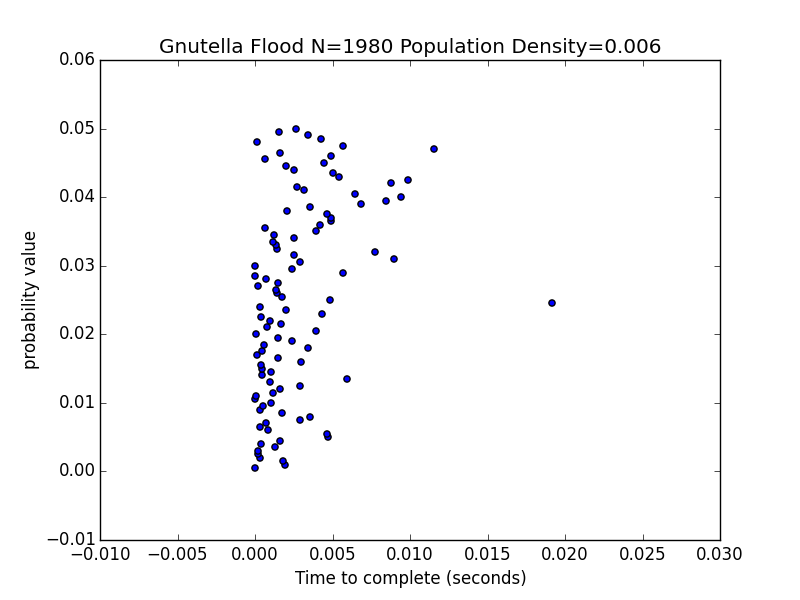 Gnutella Flood N=1980 Population Density=0.006
0.06
0.05
0.04
0.03
0.02
0.01
0.00
−0.01
probability value
−0.010 −0.005 0.000 0.005 0.010 0.015 0.020 0.025 0.030
Time to complete (seconds)